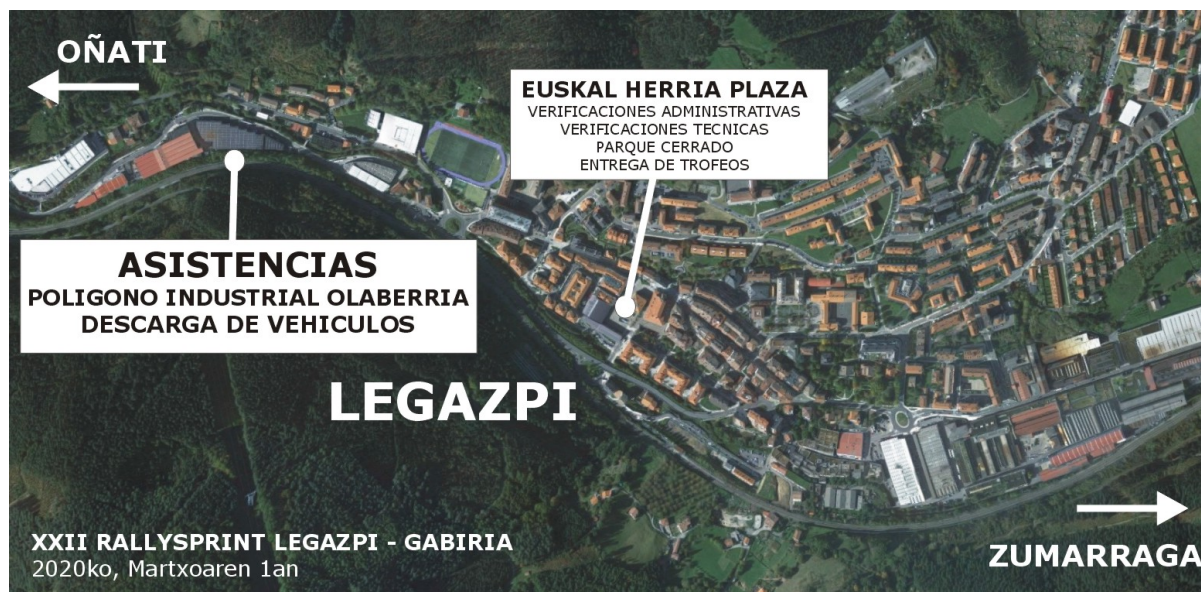 OÑATI
EUSKAL HERRIA PLAZA
VERIFICACIONES ADMINISTRATIVAS
VERIFICACIONES TECNICAS
PARQUE CERRADO
ENTREGA DE TROFEOS
ASISTENCIAS
POLIGONO INDUSTRIAL OLABERRIA
DESCARGA DE VEHICULOS
LEGAZPI
XXII RALLYSPRINT LEGAZPI - GABIRIA
2020ko, Martxoaren 1an
ZUMARRAGA